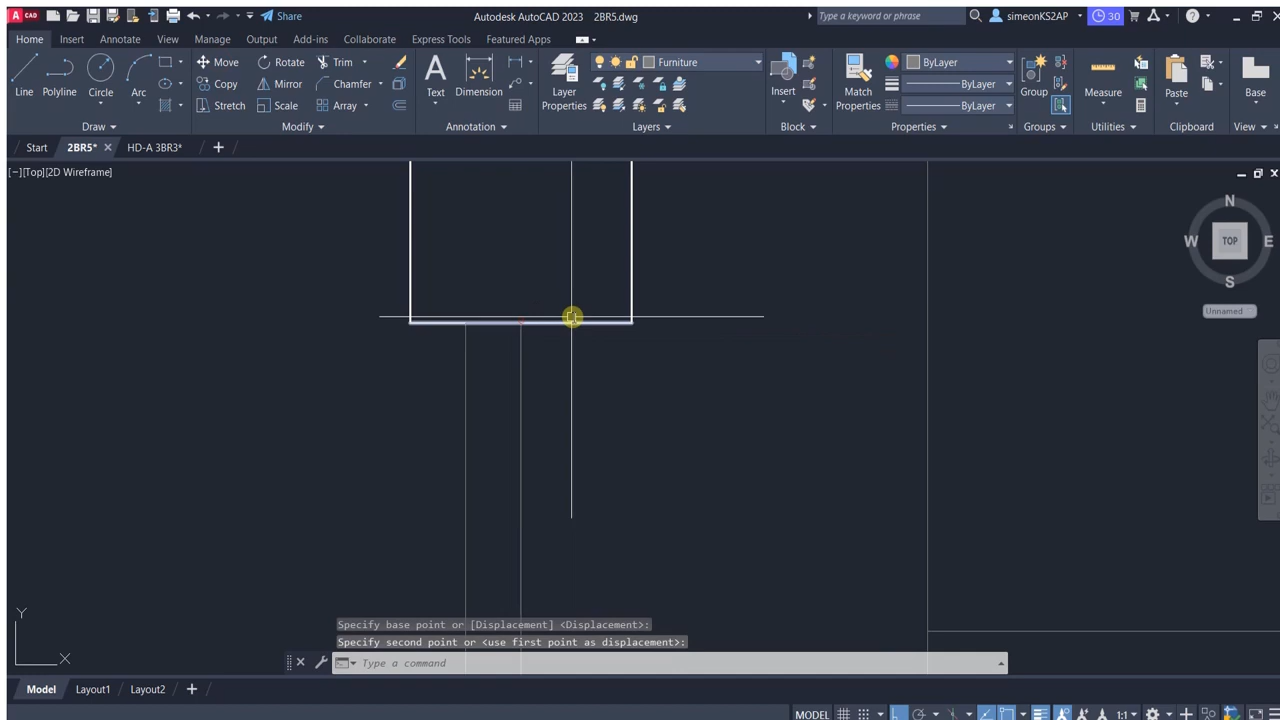 A CAD Share Autodesk AutoCAD 2023 2BR5.dwg Type a keyword or phrase simeonKS2AP 30
Home Insert Annotate View Manage Output Add-ins Collaborate Express Tools Featured Apps
Line
Polyline
Circle
Arc
Move
Rotate
Trim
Copy
Mirror
Chamfer
Stretch
Scale
Array
Text
Dimension
Layer
Properties
Furniture
Insert
Match
Properties
ByLayer
ByLayer
ByLayer
Group
Measure
Paste
Base
Draw Modify Annotation Layers Block Properties Groups Utilities Clipboard View
Start 2BR5* HD-A 3BR3*
[−][Top][2D Wireframe]
N
W TOP E
S
Unnamed
Y
X
Specify base point or [Displacement] <Displacement>:
Specify second point or <use first point as displacement>:
Type a command
Model Layout1 Layout2
MODEL 1:1